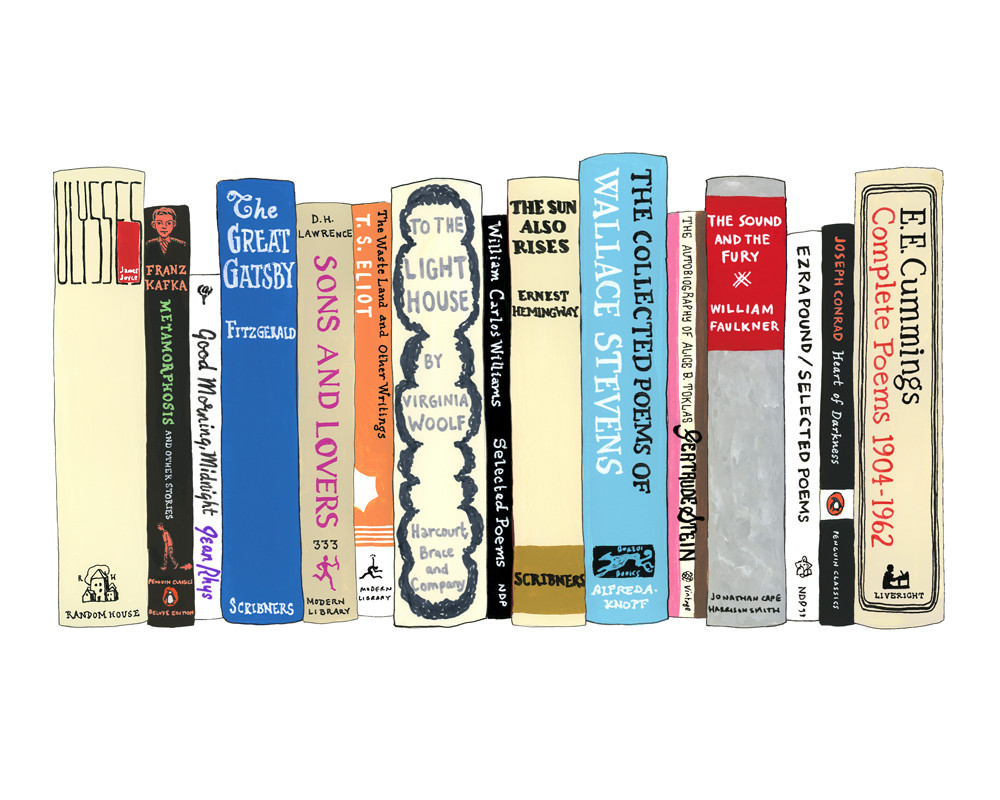 ULYSSES
James
Joyce
R H
RANDOM HOUSE
FRANZ
KAFKA
METAMORPHOSIS AND OTHER STORIES
PENGUIN CLASSICS
DELUXE EDITION
Good Morning, Midnight Jean Rhys
The
GREAT
GATSBY
FITZGERALD
SCRIBNERS
D.H.
LAWRENCE
SONS AND LOVERS
333
MODERN
LIBRARY
The Waste Land and Other Writings
T. S. ELIOT
MODERN
LIBRARY
TO THE
LIGHT
HOUSE
BY
VIRGINIA
WOOLF
Harcourt,
Brace
and
Company
William Carlos Williams Selected Poems NDP
THE SUN
ALSO
RISES
ERNEST
HEMINGWAY
SCRIBNERS
THE COLLECTED POEMS OF
WALLACE STEVENS
BORZOI
BOOKS
ALFRED.A.
KNOPF
THE AUTOBIOGRAPHY OF ALICE B. TOKLAS
GERTRUDE STEIN
Vintage
THE SOUND
AND THE
FURY
WILLIAM
FAULKNER
JONATHAN CAPE
HARRISON SMITH
EZRA POUND / SELECTED POEMS
NDP
JOSEPH CONRAD Heart of Darkness
PENGUIN CLASSICS
E.E. Cummings
Complete Poems 1904-1962
LIVERIGHT